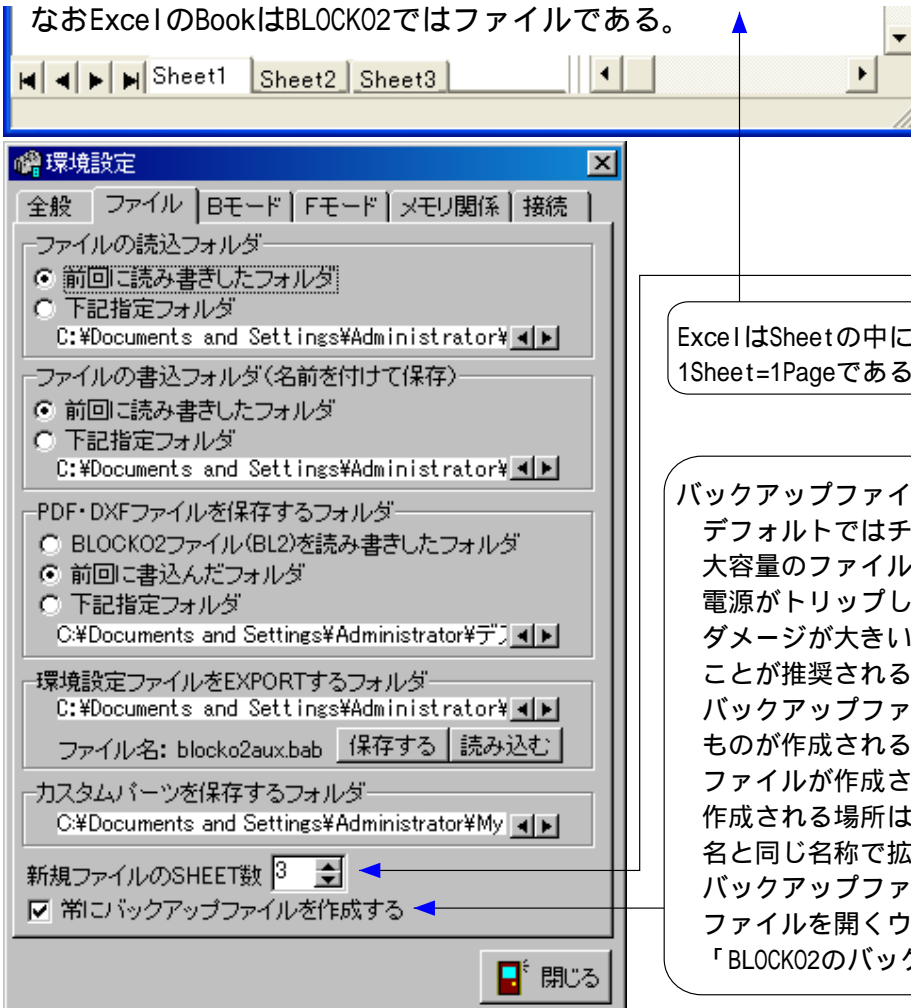 なおExcelのBookはBLOCKO2ではファイルである。
Sheet1 Sheet2 Sheet3
環境設定
全般 ファイル Bモード Fモード メモリ関係 接続
ファイルの読込フォルダ
前回に読み書きしたフォルダ
下記指定フォルダ
C:¥Documents and Settings¥Administrator¥
ファイルの書込フォルダ(名前を付けて保存)
前回に読み書きしたフォルダ
下記指定フォルダ
C:¥Documents and Settings¥Administrator¥
PDF・DXFファイルを保存するフォルダ
BLOCKO2ファイル(BL2)を読み書きしたフォルダ
前回に書込んだフォルダ
下記指定フォルダ
C:¥Documents and Settings¥Administrator¥デフ
環境設定ファイルをEXPORTするフォルダ
C:¥Documents and Settings¥Administrator¥
ファイル名: blocko2aux.bab 保存する 読み込む
カスタムパーツを保存するフォルダ
C:¥Documents and Settings¥Administrator¥My
新規ファイルのSHEET数 3
常にバックアップファイルを作成する
閉じる
ExcelはSheetの中に
1Sheet=1Pageである
バックアップファイ
デフォルトではチ
大容量のファイル
電源がトリップし
ダメージが大きい
ことが推奨される
バックアップファ
ものが作成される
ファイルが作成さ
作成される場所は
名と同じ名称で拡
バックアップファ
ファイルを開くウ
「BLOCKO2のバック